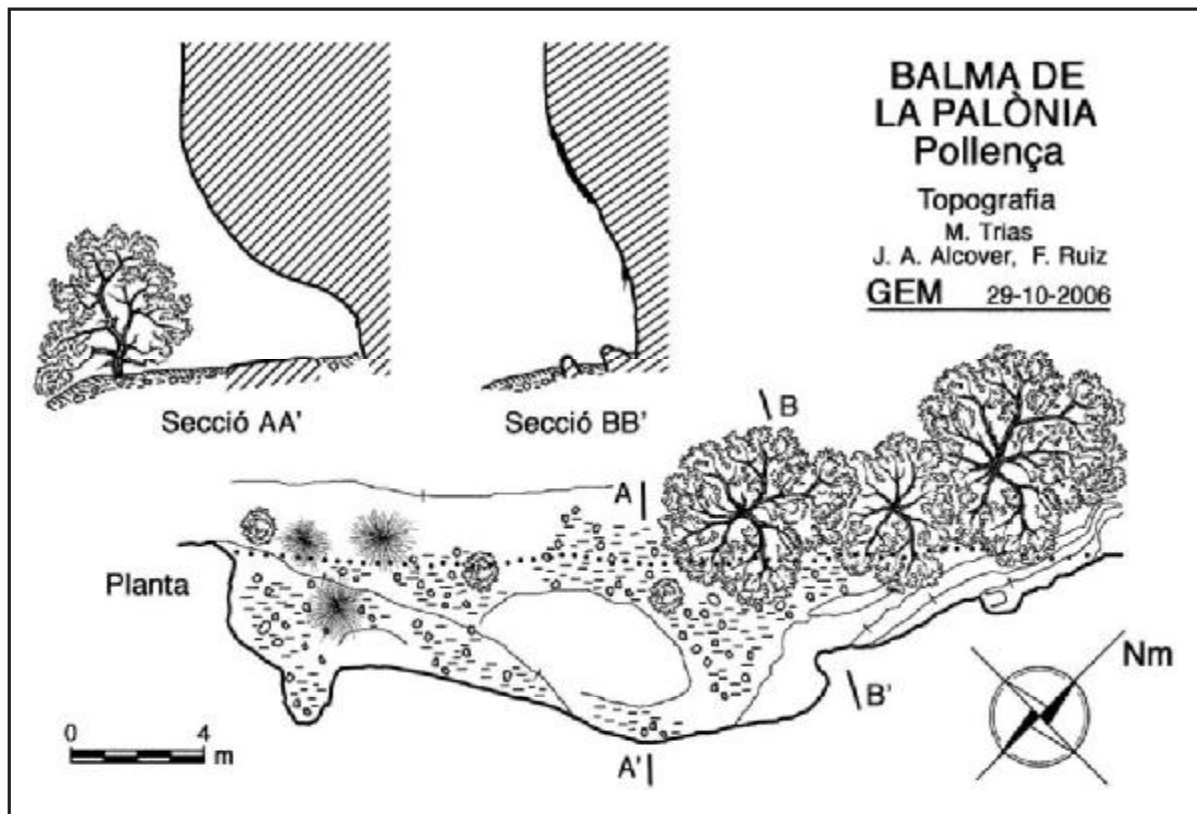 BALMA DE
LA PALÒNIA
Pollença
Topografia
M. Trias
J. A. Alcover, F. Ruiz
GEM 29-10-2006
Secció AA'
Secció BB'
B
A
Planta
Nm
B'
0 4
m
A'